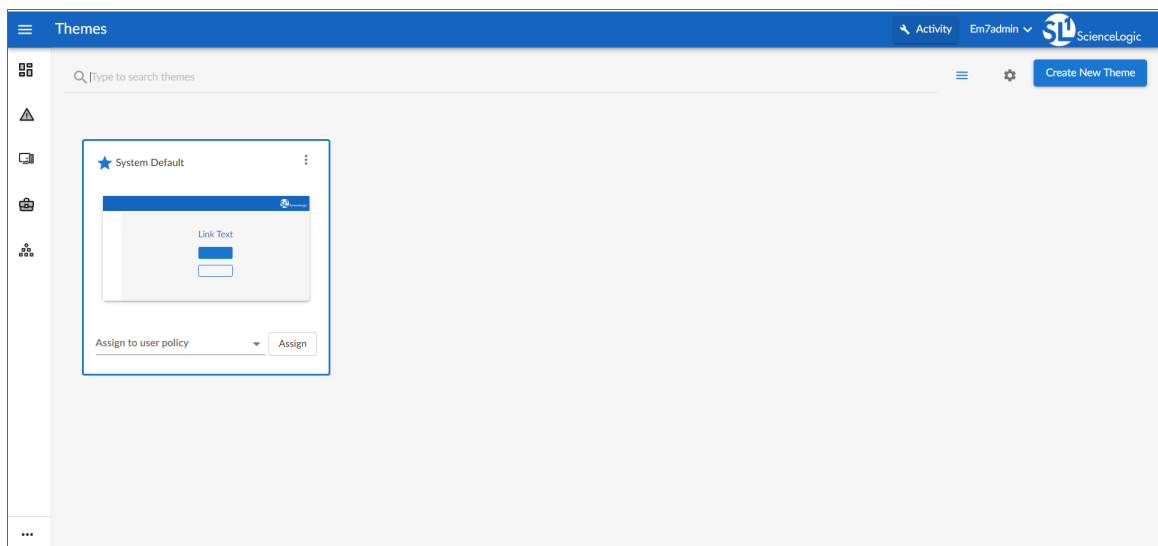 Themes
Activity
Em7admin
SL1 ScienceLogic
Type to search themes
Create New Theme
System Default
Link Text
Assign to user policy
Assign